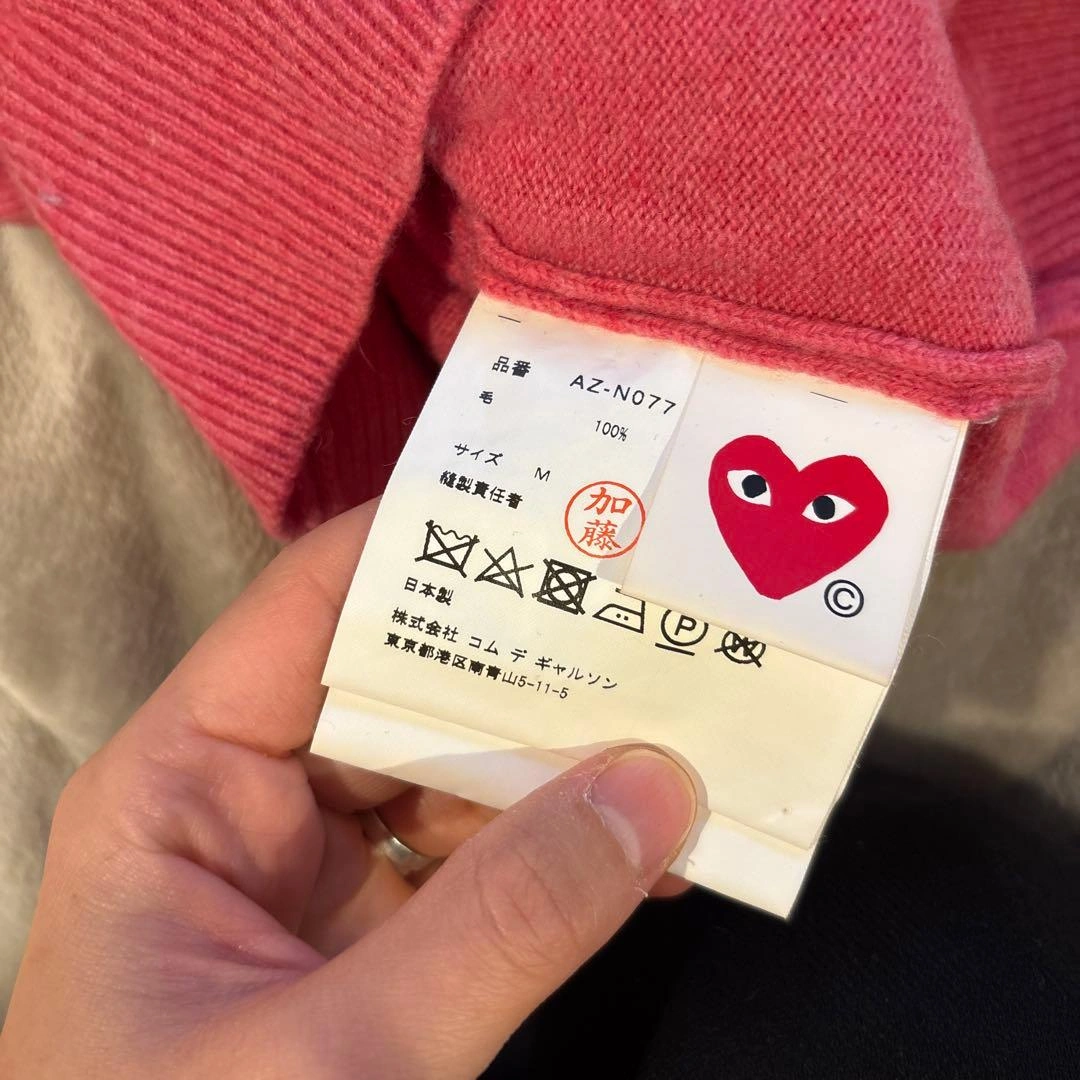 品番 AZ-N077
毛 100%
サイズ M
縫製責任者 加藤
P
W
日本製
株式会社 コム デ ギャルソン
東京都港区南青山5-11-5
©